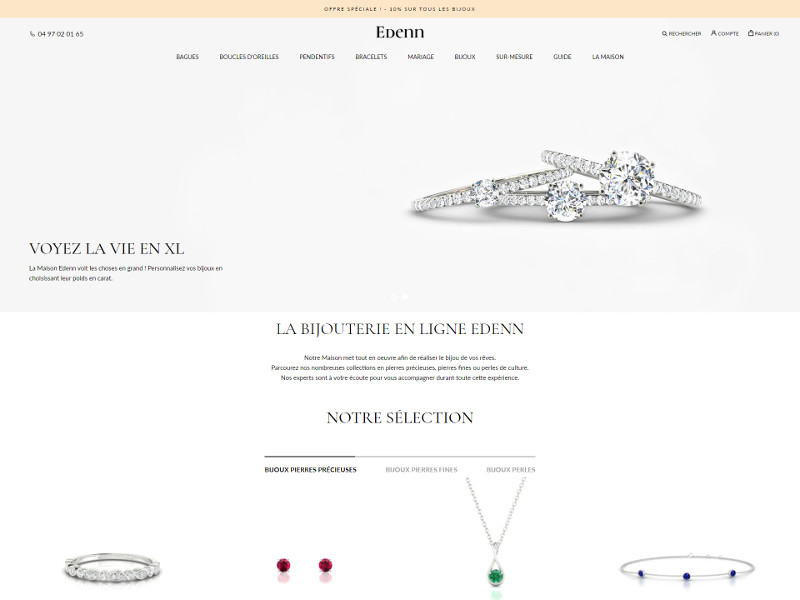 OFFRE SPÉCIALE ! - 10% SUR TOUS LES BIJOUX
04 97 02 01 65
Edenn
RECHERCHER
COMPTE
PANIER (0)
BAGUES
BOUCLES D'OREILLES
PENDENTIFS
BRACELETS
MARIAGE
BIJOUX
SUR-MESURE
GUIDE
LA MAISON
VOYEZ LA VIE EN XL
La Maison Edenn voit les choses en grand ! Personnalisez vos bijoux en
choisissant leur poids en carat.
LA BIJOUTERIE EN LIGNE EDENN
Notre Maison met tout en oeuvre afin de réaliser le bijou de vos rêves.
Parcourez nos nombreuses collections en pierres précieuses, pierres fines ou perles de culture.
Nos experts sont à votre écoute pour vous accompagner durant toute cette expérience.
NOTRE SÉLECTION
BIJOUX PIERRES PRÉCIEUSES
BIJOUX PIERRES FINES
BIJOUX PERLES